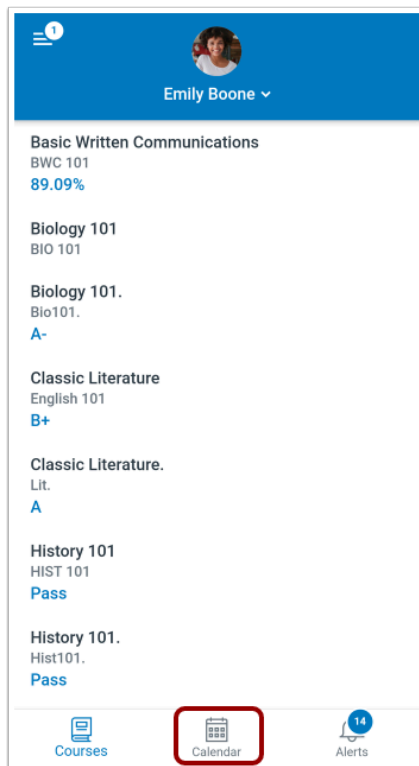 1
Emily Boone
Basic Written Communications
BWC 101
89.09%
Biology 101
BIO 101
Biology 101.
Bio101.
A-
Classic Literature
English 101
B+
Classic Literature.
Lit.
A
History 101
HIST 101
Pass
History 101.
Hist101.
Pass
14
Courses Calendar Alerts